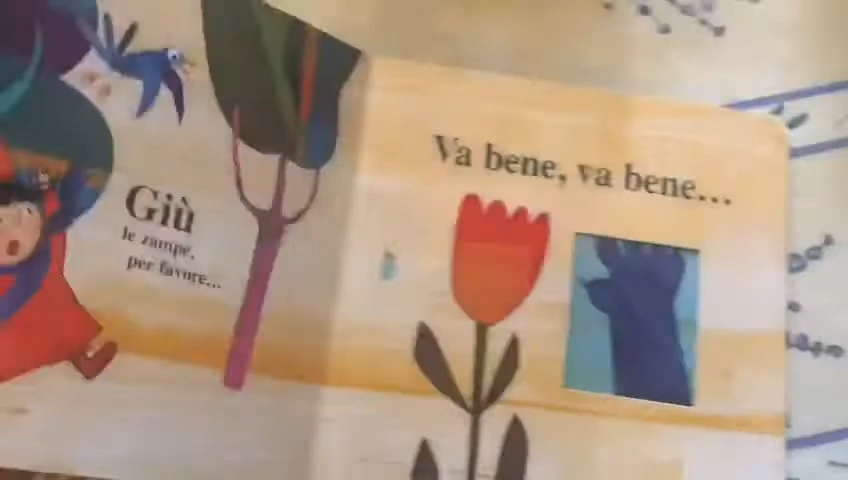 Giù
le zampe,
per favore...
Va bene, va bene...